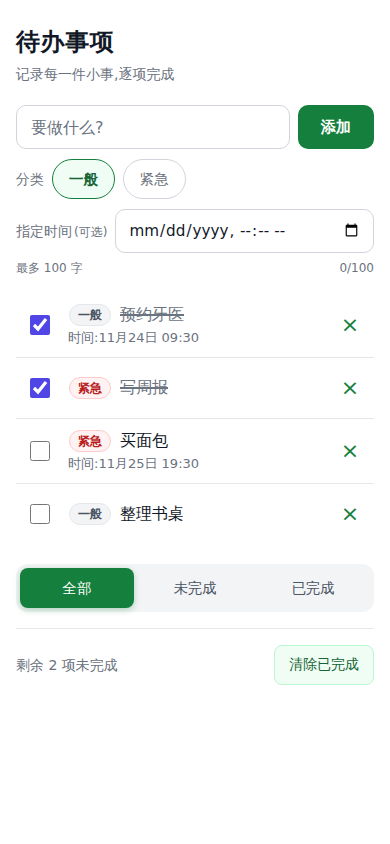 待办事项
记录每一件小事,逐项完成
要做什么?
添加
分类
一般
紧急
指定时间(可选)
mm/dd/yyyy, --:-- --
最多 100 字
0/100
一般 预约牙医
时间:11月24日 09:30
紧急 写周报
紧急 买面包
时间:11月25日 19:30
一般 整理书桌
全部
未完成
已完成
剩余 2 项未完成
清除已完成